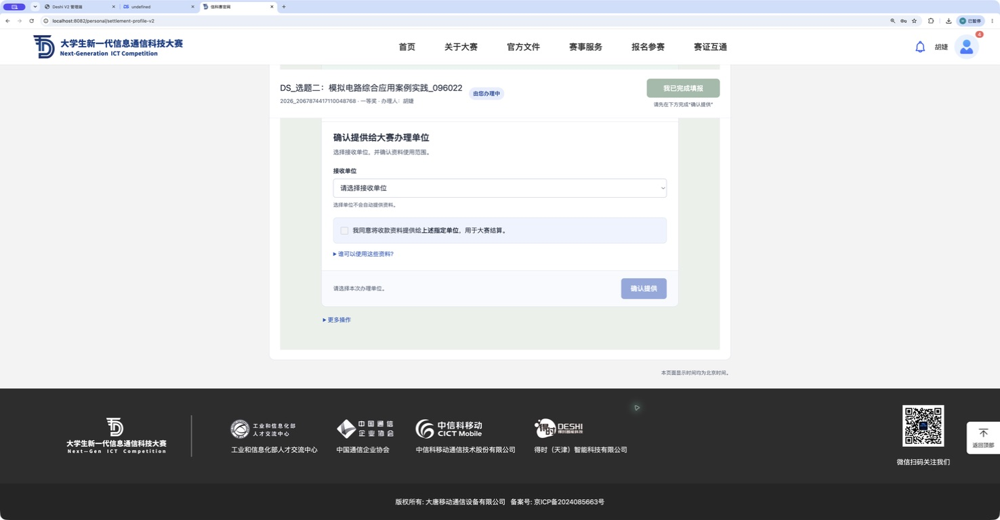 Deshi V2 管理端
undefined
信科赛官网
localhost:8082/personal/settlement-profile-v2
已暂停
大学生新一代信息通信科技大赛
Next-Generation ICT Competition
首页
关于大赛
官方文件
赛事服务
报名参赛
赛证互通
胡婕
4
DS_选题二：模拟电路综合应用案例实践_096022
由您办理中
我已完成填报
2026_2067874417110048768 · 一等奖 · 办理人：胡婕
请先在下方完成“确认提供”
确认提供给大赛办理单位
选择接收单位，并确认资料使用范围。
接收单位
请选择接收单位
选择单位不会自动提供资料。
我同意将收款资料提供给上述指定单位，用于大赛结算。
谁可以使用这些资料?
请选择本次办理单位。
确认提供
更多操作
本页面显示时间均为北京时间。
大学生新一代信息通信科技大赛
Next-Gen ICT Competition
工业和信息化部
人才交流中心
工业和信息化部人才交流中心
中国通信
企业协会
中国通信企业协会
中信科移动
CICT Mobile
中信科移动通信技术股份有限公司
得时
DESHI
得时智能科技
得时（天津）智能科技有限公司
微信扫码关注我们
返回顶部
版权所有: 大唐移动通信设备有限公司 备案号: 京ICP备2024085663号